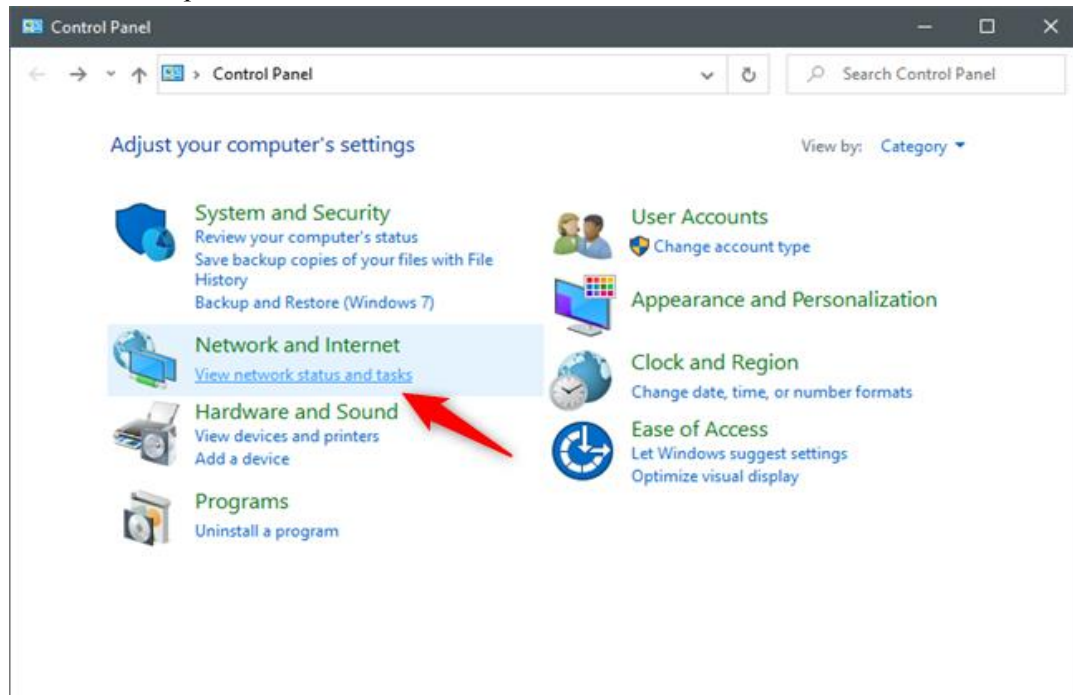 Control Panel
Control Panel
Search Control Panel
Adjust your computer's settings
View by: Category
System and Security
Review your computer's status
Save backup copies of your files with File
History
Backup and Restore (Windows 7)
Network and Internet
View network status and tasks
Hardware and Sound
View devices and printers
Add a device
Programs
Uninstall a program
User Accounts
Change account type
Appearance and Personalization
Clock and Region
Change date, time, or number formats
Ease of Access
Let Windows suggest settings
Optimize visual display